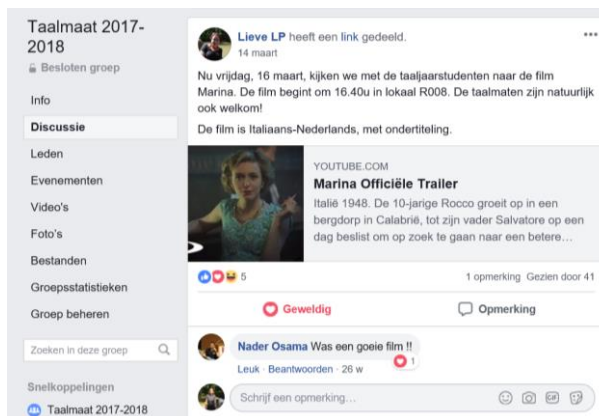 Taalmaat 2017-
2018
Besloten groep
Info
Discussie
Leden
Evenementen
Video's
Foto's
Bestanden
Groepsstatistieken
Groep beheren
Zoeken in deze groep
Snelkoppelingen
Taalmaat 2017-2018
Lieve LP heeft een link gedeeld.
14 maart
Nu vrijdag, 16 maart, kijken we met de taaljaarstudenten naar de film
Marina. De film begint om 16.40u in lokaal R008. De taalmaten zijn natuurlijk
ook welkom!
De film is Italiaans-Nederlands, met ondertiteling.
YOUTUBE.COM
Marina Officiële Trailer
Italië 1948. De 10-jarige Rocco groeit op in een
bergdorp in Calabrië, tot zijn vader Salvatore op een
dag beslist om op zoek te gaan naar een betere…
5
1 opmerking Gezien door 41
Geweldig
Opmerking
Nader Osama Was een goeie film !!
1
Leuk · Beantwoorden · 26 w
Schrijf een opmerking…
GIF